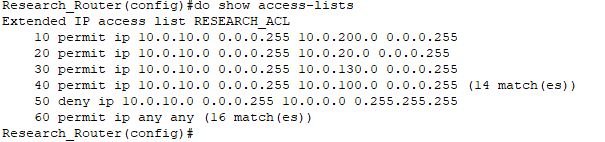 Research_Router(config)#do show access-lists
Extended IP access list RESEARCH_ACL
10 permit ip 10.0.10.0 0.0.0.255 10.0.200.0 0.0.0.255
20 permit ip 10.0.10.0 0.0.0.255 10.0.20.0 0.0.0.255
30 permit ip 10.0.10.0 0.0.0.255 10.0.130.0 0.0.0.255
40 permit ip 10.0.10.0 0.0.0.255 10.0.100.0 0.0.0.255 (14 match(es))
50 deny ip 10.0.10.0 0.0.0.255 10.0.0.0 0.255.255.255
60 permit ip any any (16 match(es))
Research_Router(config)#